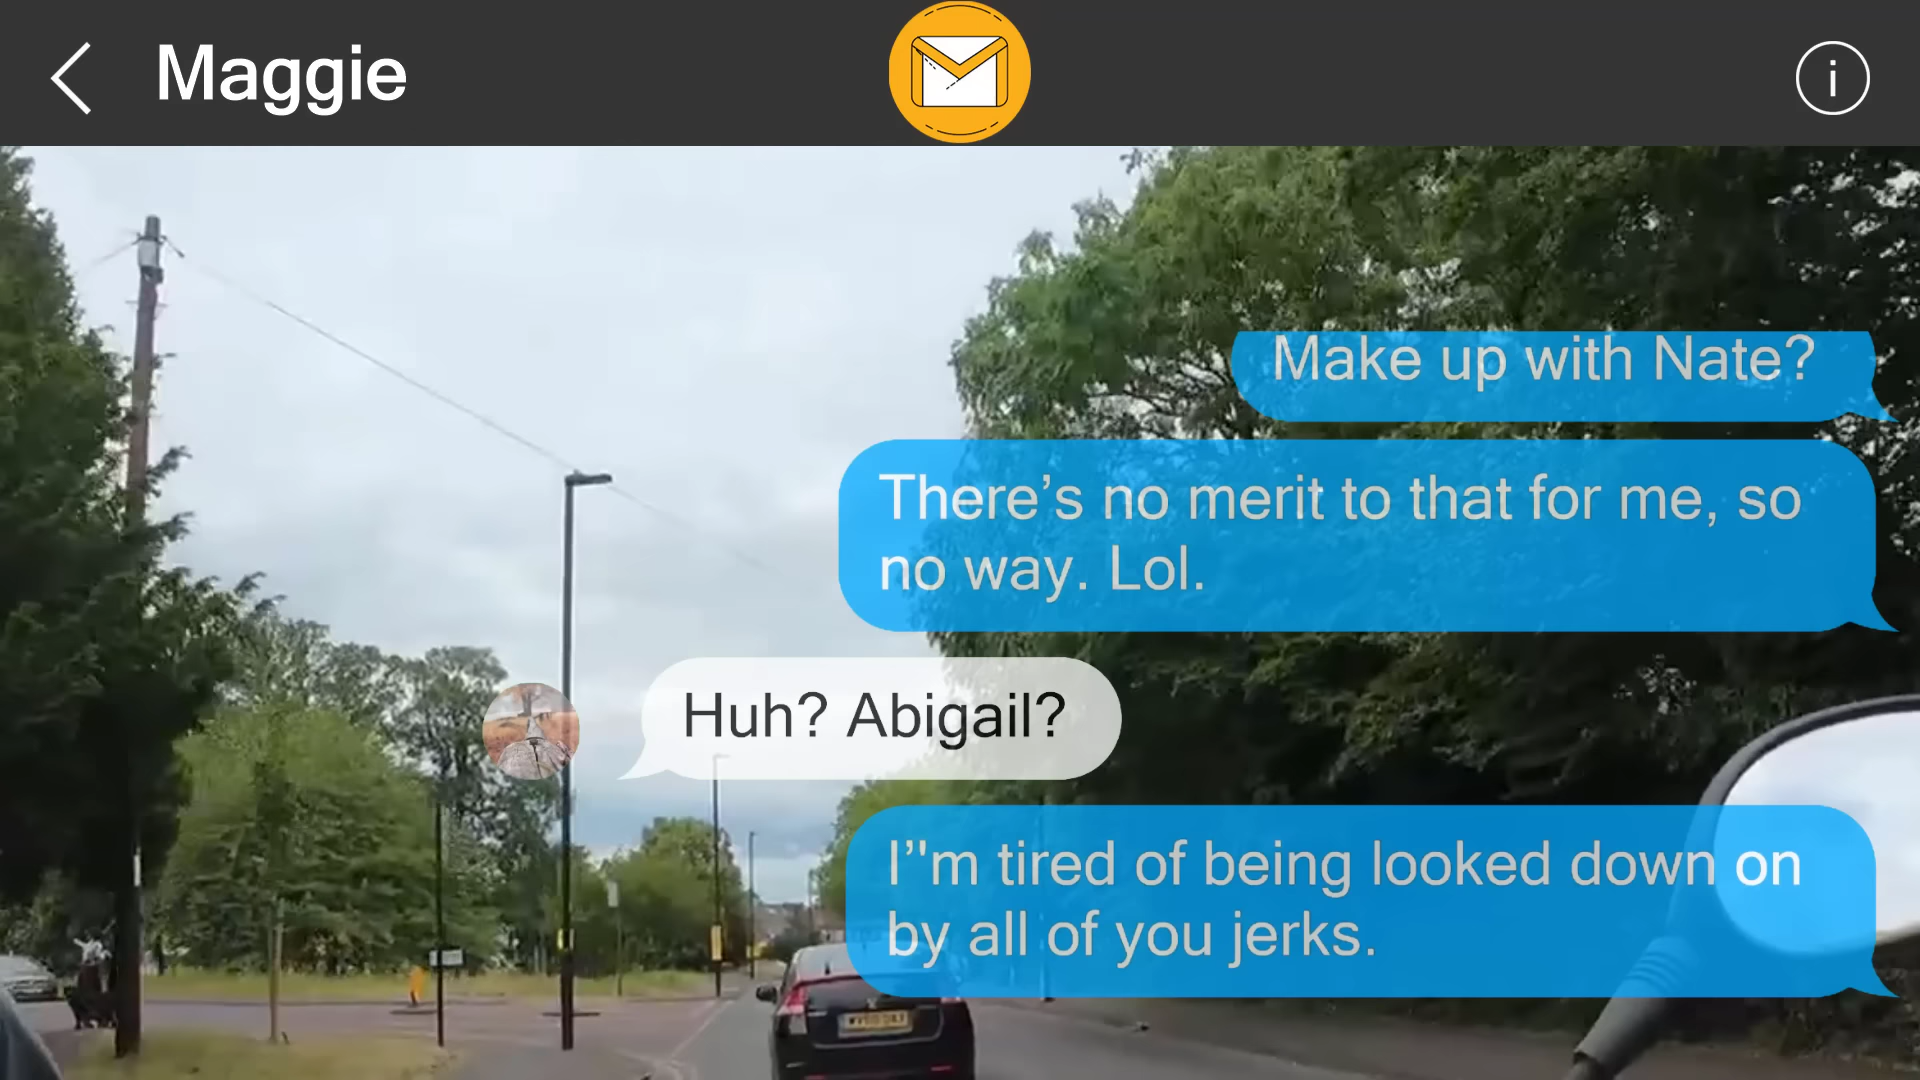 Maggie
i
Make up with Nate?
There’s no merit to that for me, so
no way. Lol.
Huh? Abigail?
I’'m tired of being looked down on
by all of you jerks.